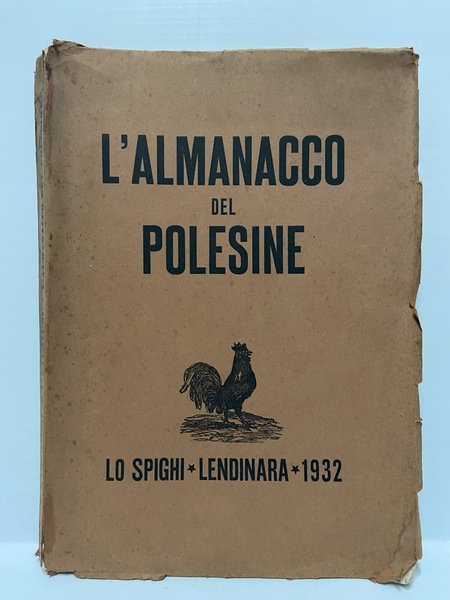 L'ALMANACCO
DEL
POLESINE
LO SPIGHI ★ LENDINARA ★ 1932